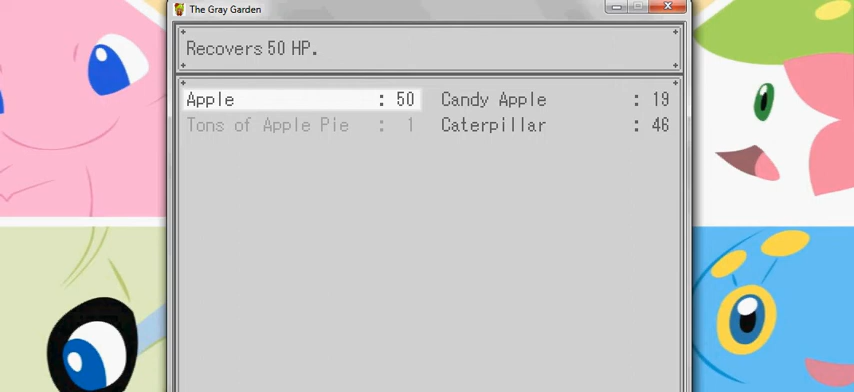 The Gray Garden
Recovers 50 HP.
Apple : 50 Candy Apple : 19
Tons of Apple Pie : 1 Caterpillar : 46